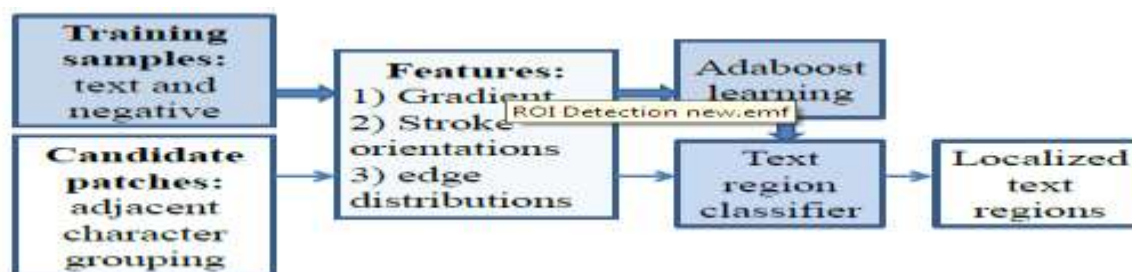 Training
samples:
text and
negative
Candidate
patches:
adjacent
character
grouping
Features:
1) Gradient
2) Stroke
orientations
3) edge
distributions
ROI Detection new.emf
Adaboost
learning
Text
region
classifier
Localized
text
regions